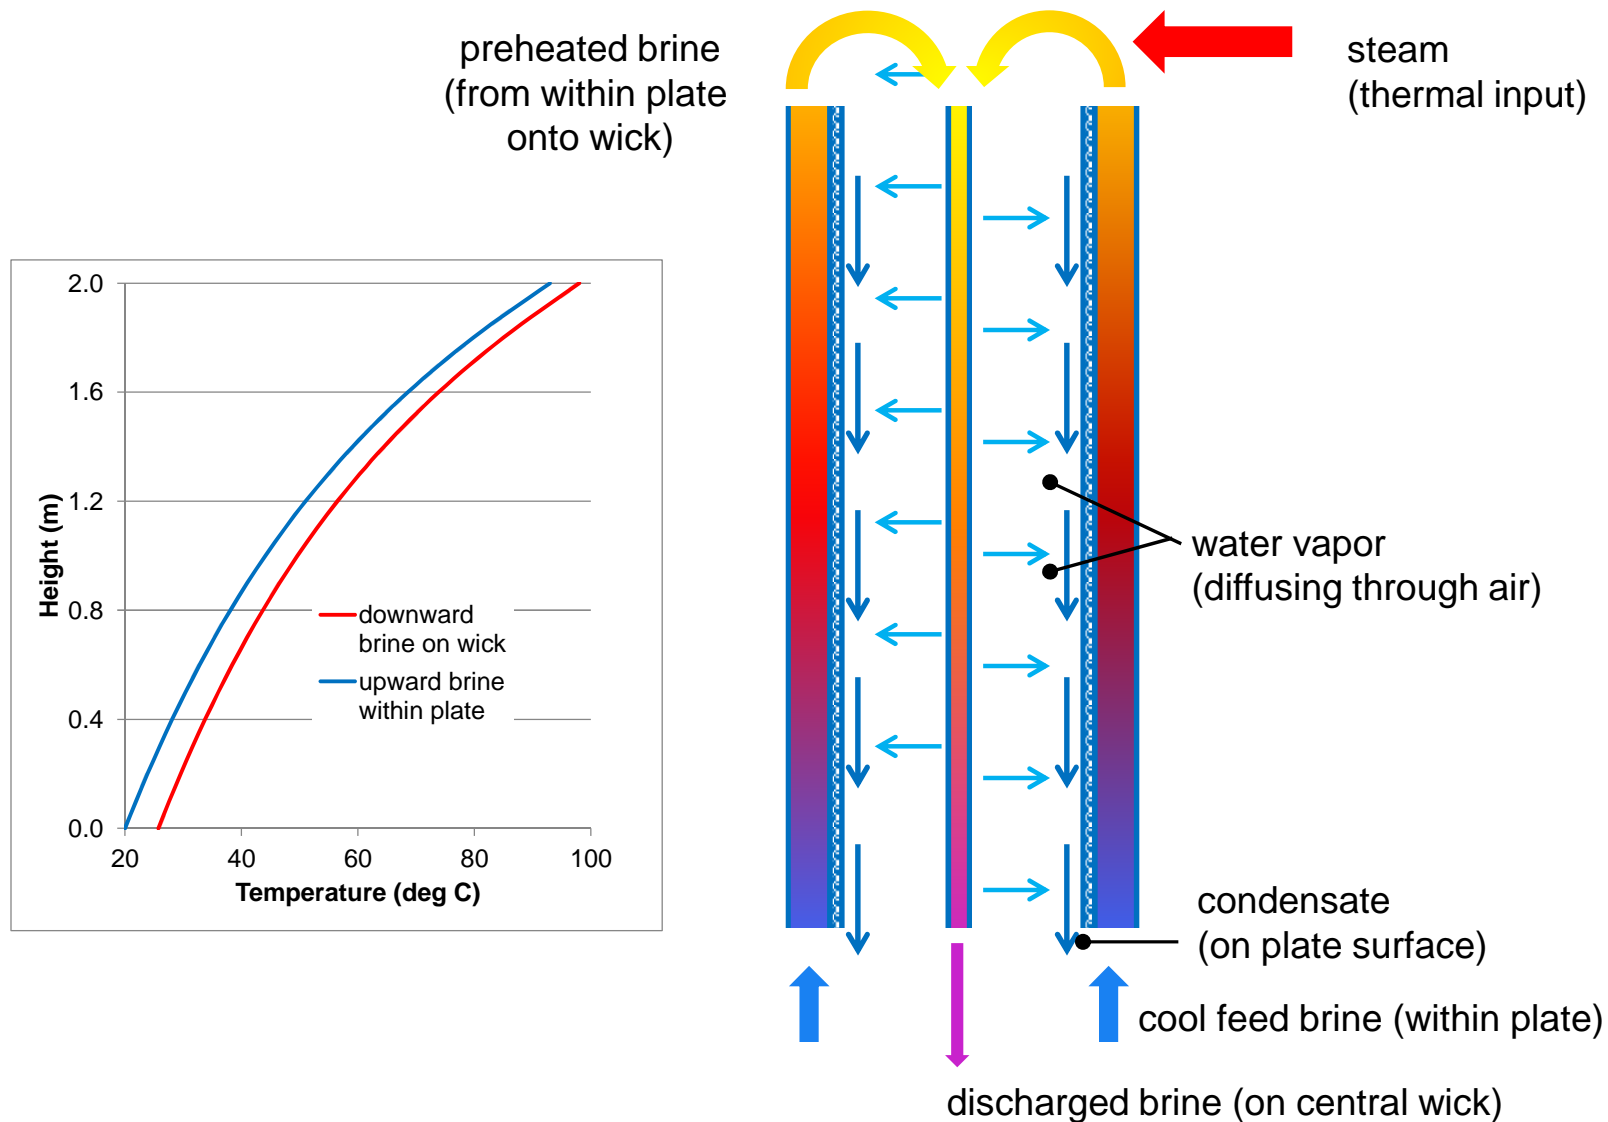 preheated brine
(from within plate
onto wick)
steam
(thermal input)
2.0
1.6
1.2
0.8
0.4
0.0
Height (m)
downward
brine on wick
upward brine
within plate
20 40 60 80 100
Temperature (deg C)
water vapor
(diffusing through air)
condensate
(on plate surface)
cool feed brine (within plate)
discharged brine (on central wick)